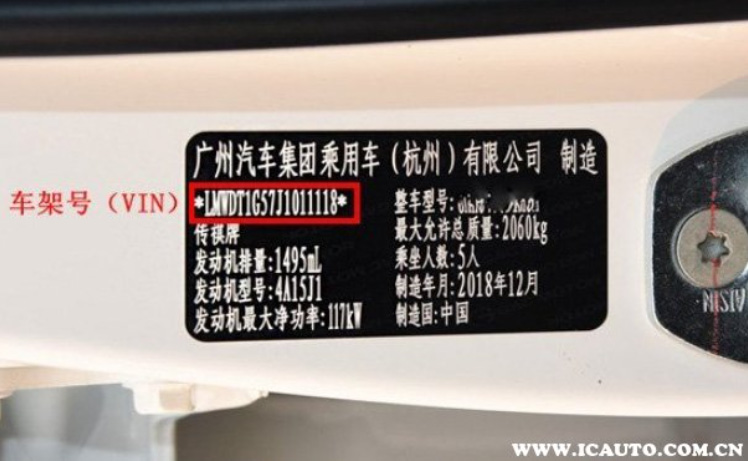 广州汽车集团乘用车（杭州）有限公司 制造
车架号（VIN）
*LMWDT1G57J1011118*
整车型号:
传祺牌
最大允许总质量:2060kg
发动机排量:1495mL
乘坐人数:5人
发动机型号:4A15J1
制造年月:2018年12月
发动机最大净功率:117kW
制造国:中国
AISIN
WWW.ICAUTO.COM.CN